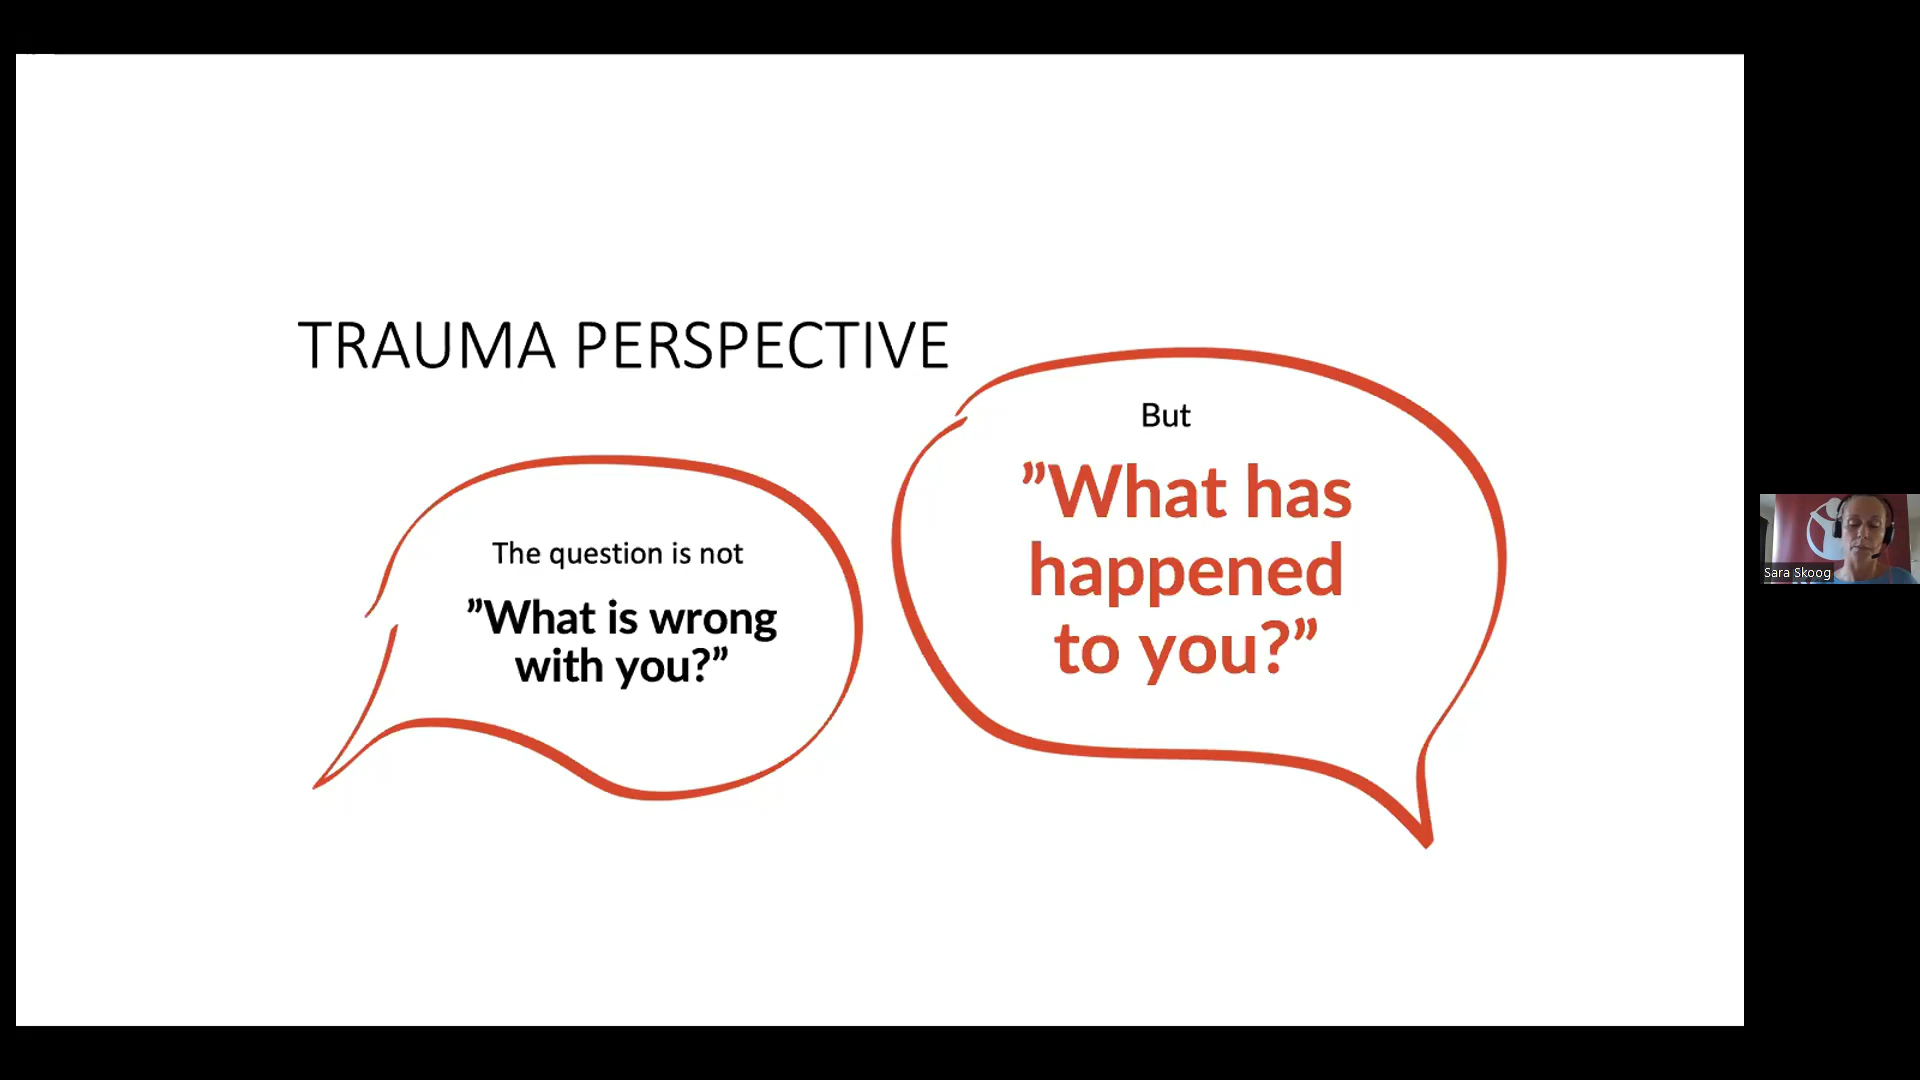 TRAUMA PERSPECTIVE
The question is not
”What is wrong
with you?”
But
”What has
happened
to you?”
Sara Skoog